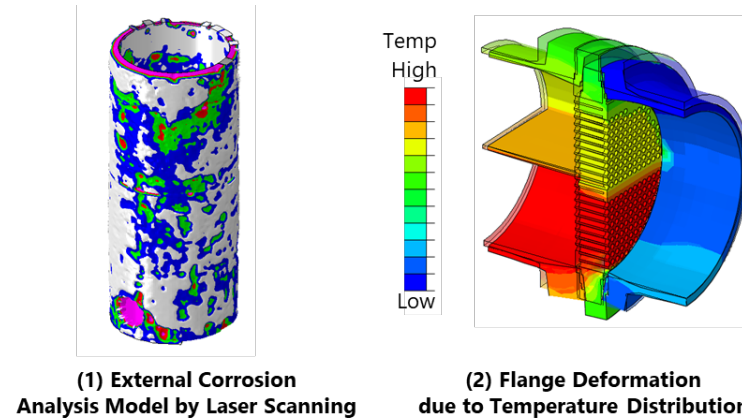 Temp
High
Low
(1) External Corrosion
Analysis Model by Laser Scanning
(2) Flange Deformation
due to Temperature Distribution